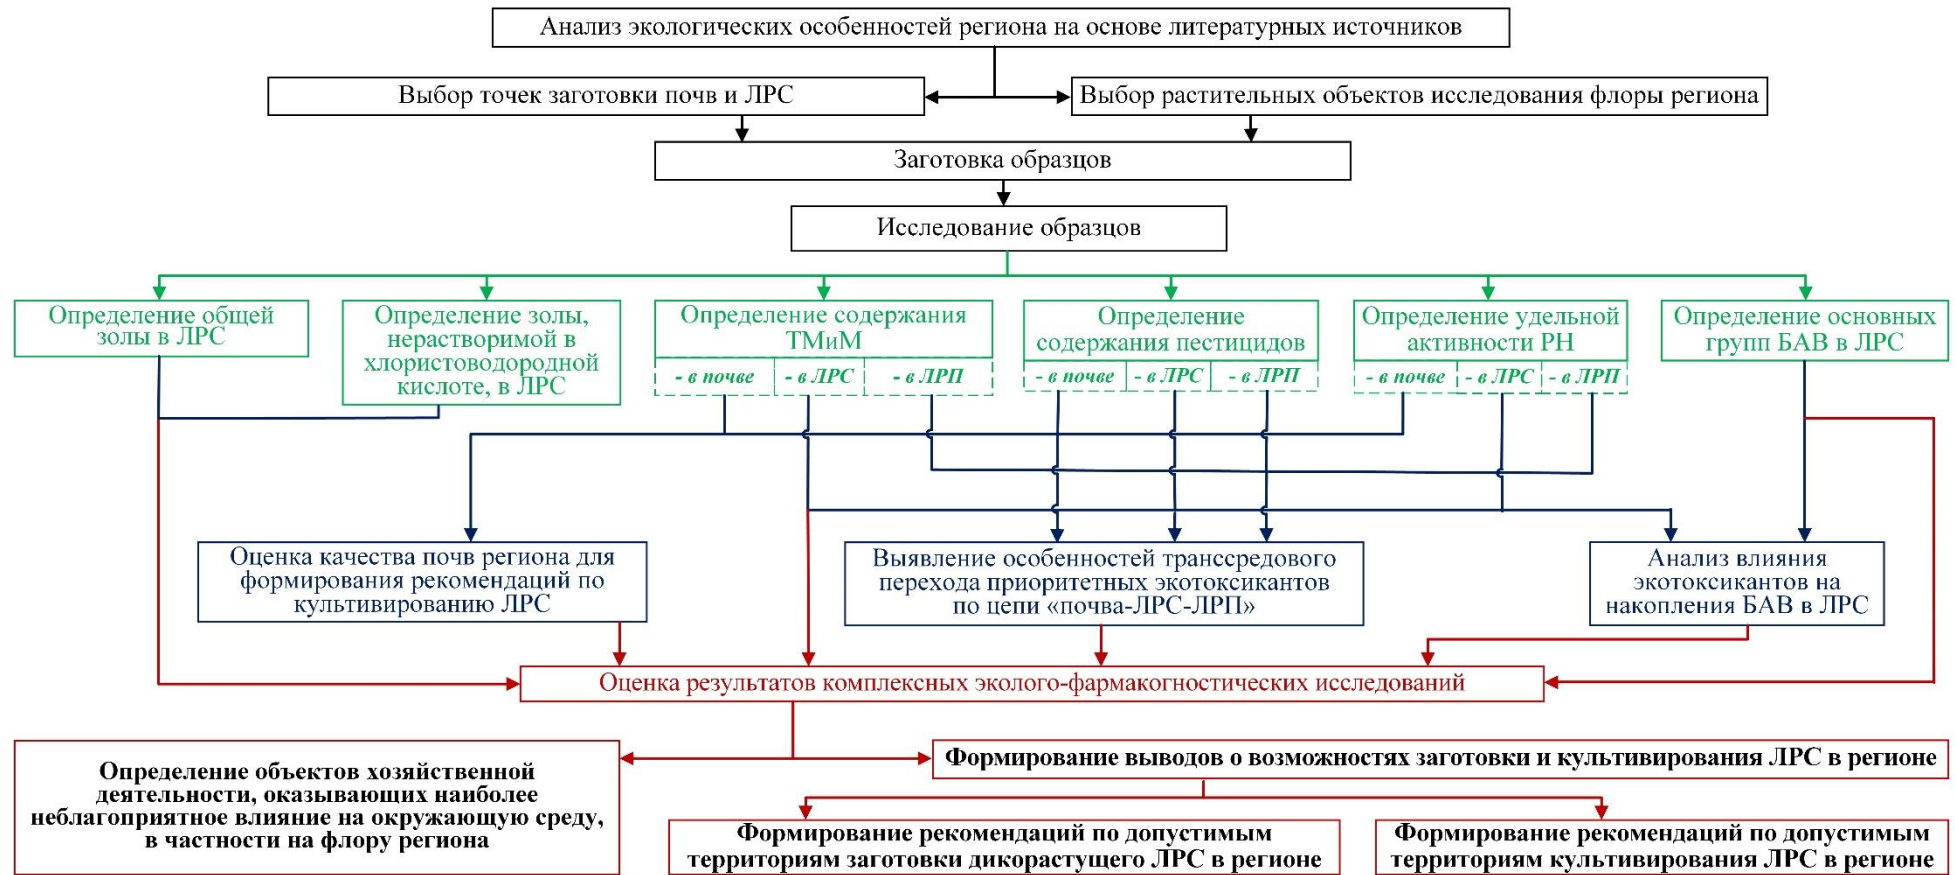 Анализ экологических особенностей региона на основе литературных источников
Выбор точек заготовки почв и ЛРС
Выбор растительных объектов исследования флоры региона
Заготовка образцов
Исследование образцов
Определение общей
золы в ЛРС
Определение золы,
нерастворимой в
хлористоводородной
кислоте, в ЛРС
Определение содержания
ТМиМ
- в почве
- в ЛРС
- в ЛРП
Определение
содержания пестицидов
- в почве
- в ЛРС
- в ЛРП
Определение удельной
активности РН
- в почве
- в ЛРС
- в ЛРП
Определение основных
групп БАВ в ЛРС
Оценка качества почв региона для
формирования рекомендаций по
культивированию ЛРС
Выявление особенностей транссредового
перехода приоритетных экотоксикантов
по цепи «почва-ЛРС-ЛРП»
Анализ влияния
экотоксикантов на
накопления БАВ в ЛРС
Оценка результатов комплексных эколого-фармакогностических исследований
Определение объектов хозяйственной
деятельности, оказывающих наиболее
неблагоприятное влияние на окружающую среду,
в частности на флору региона
Формирование выводов о возможностях заготовки и культивирования ЛРС в регионе
Формирование рекомендаций по допустимым
территориям заготовки дикорастущего ЛРС в регионе
Формирование рекомендаций по допустимым
территориям культивирования ЛРС в регионе